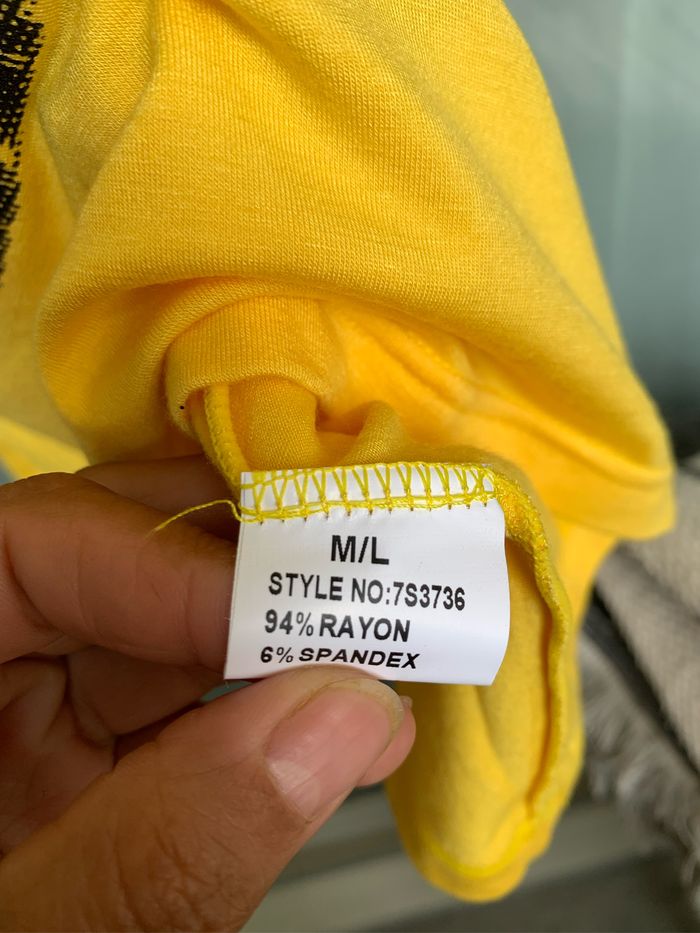 M/L
STYLE NO:7S3736
94% RAYON
6% SPANDEX